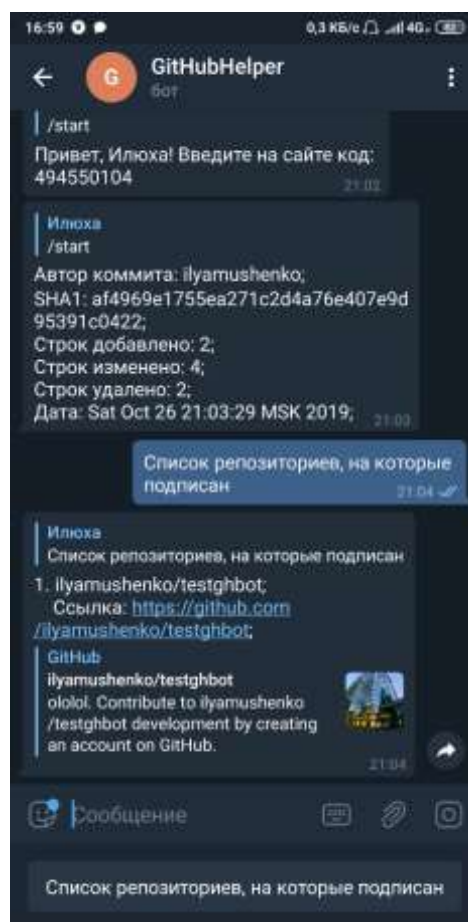 16:59
0,3 КБ/с 4G
G
GitHubHelper
бот
/start
Привет, Илюха! Введите на сайте код:
494550104
21:02
Илюха
/start
Автор коммита: ilyamushenko;
SHA1: af4969e1755ea271c2d4a76e407e9d
95391c0422;
Строк добавлено: 2;
Строк изменено: 4;
Строк удалено: 2;
Дата: Sat Oct 26 21:03:29 MSK 2019;
21:03
Список репозиториев, на которые
подписан
21:04
Илюха
Список репозиториев, на которые подписан
1. ilyamushenko/testghbot;
Ссылка: https://github.com
/ilyamushenko/testghbot;
GitHub
ilyamushenko/testghbot
ololol. Contribute to ilyamushenko
/testghbot development by creating
an account on GitHub.
21:04
Сообщение
Список репозиториев, на которые подписан